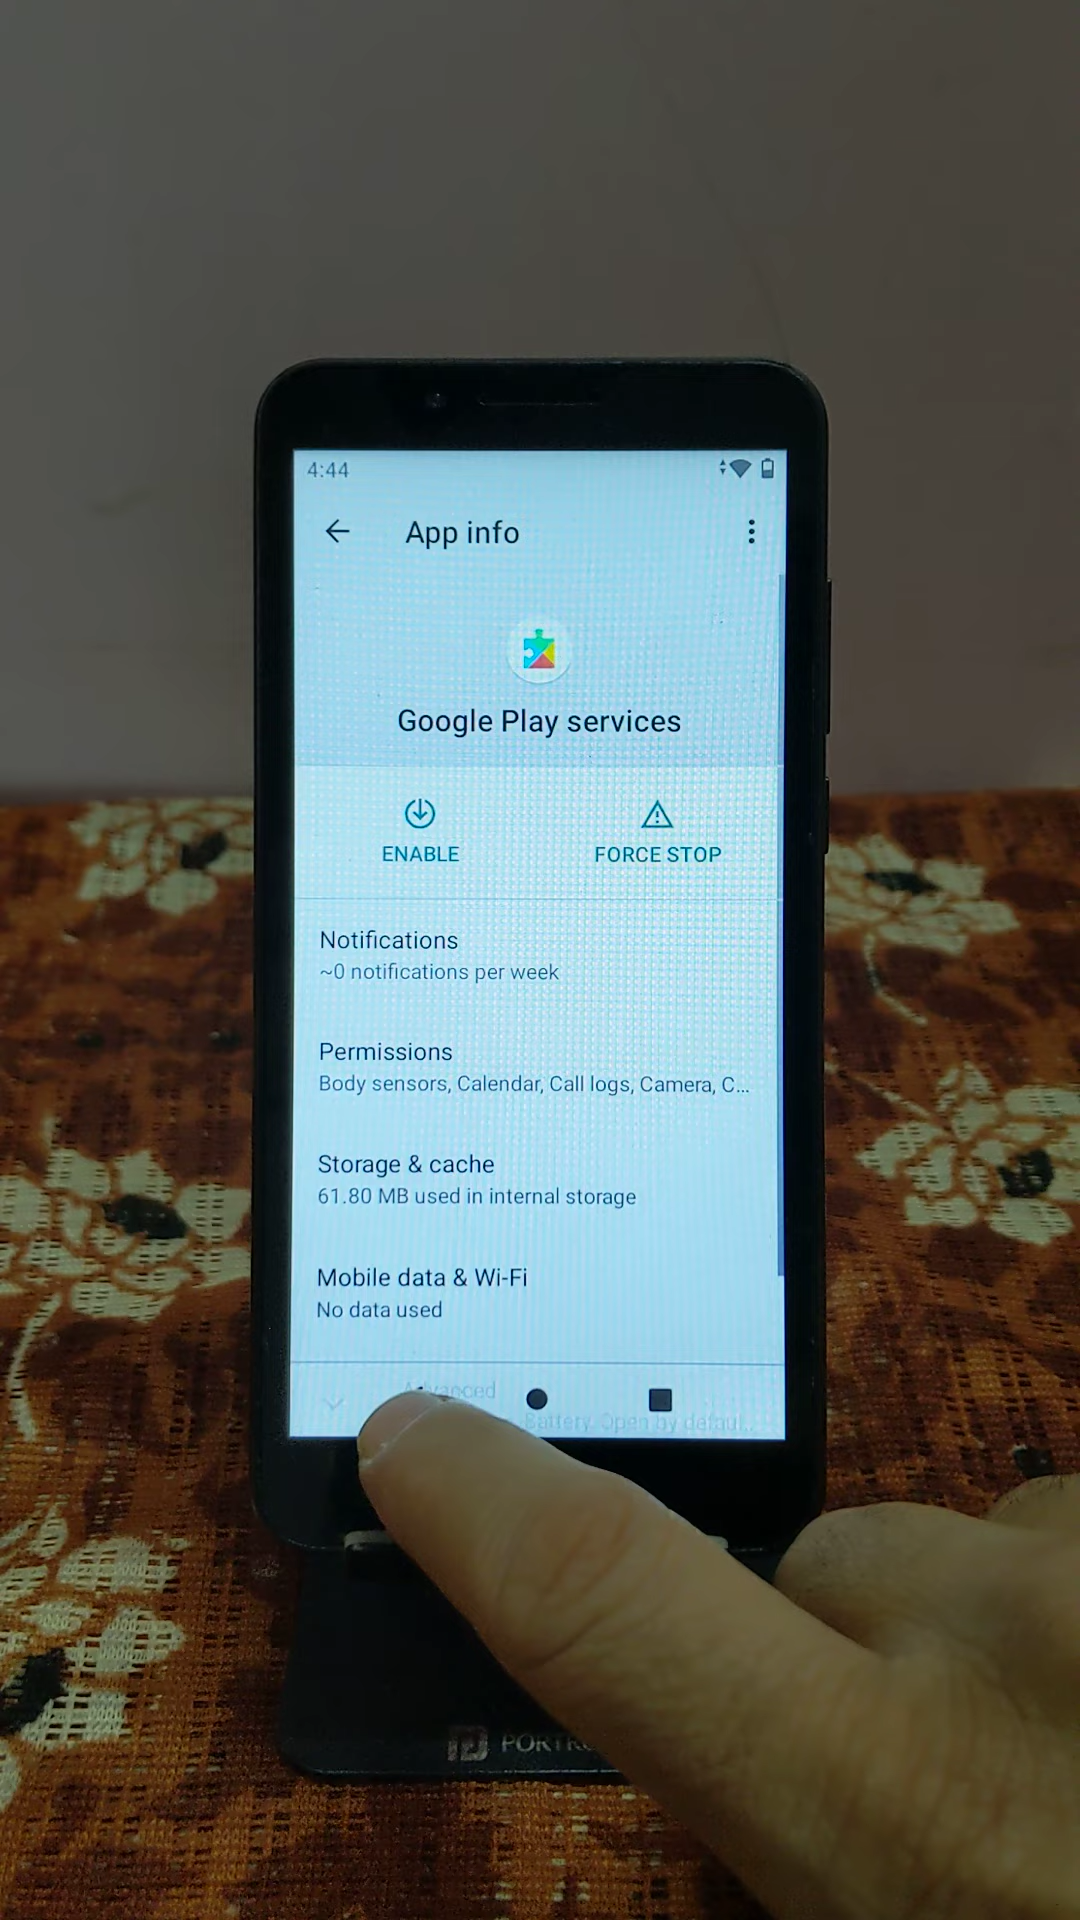 4:44
App info
Google Play services
ENABLE
FORCE STOP
Notifications
~0 notifications per week
Permissions
Body sensors, Calendar, Call logs, Camera, C...
Storage & cache
61.80 MB used in internal storage
Mobile data & Wi-Fi
No data used
Advanced
Battery, Open by defaul...